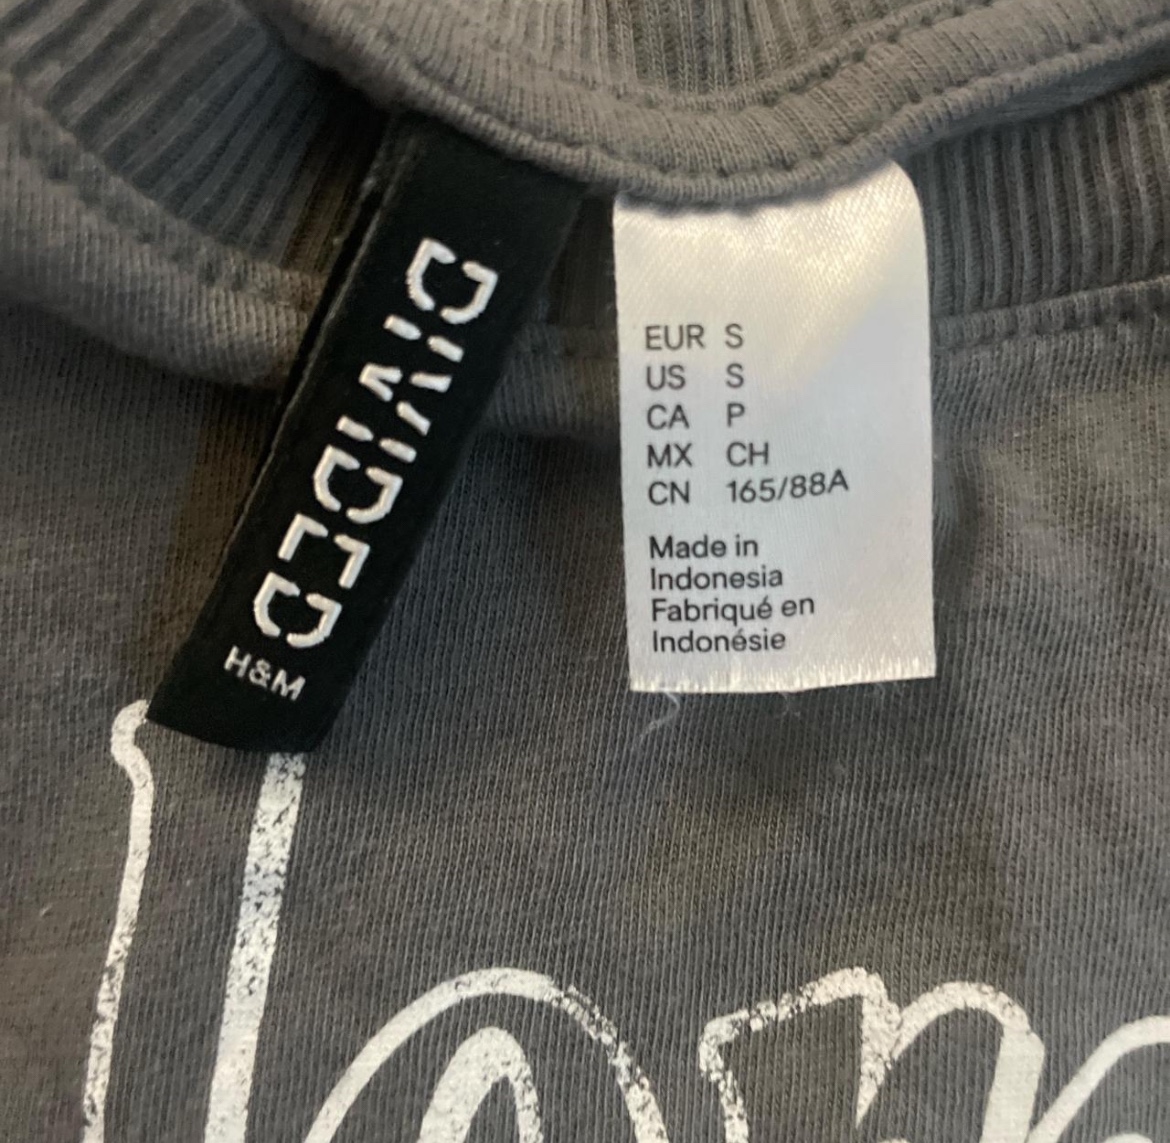 DIVIDED
H&M
EUR S
US S
CA P
MX CH
CN 165/88A
Made in
Indonesia
Fabriqué en
Indonésie